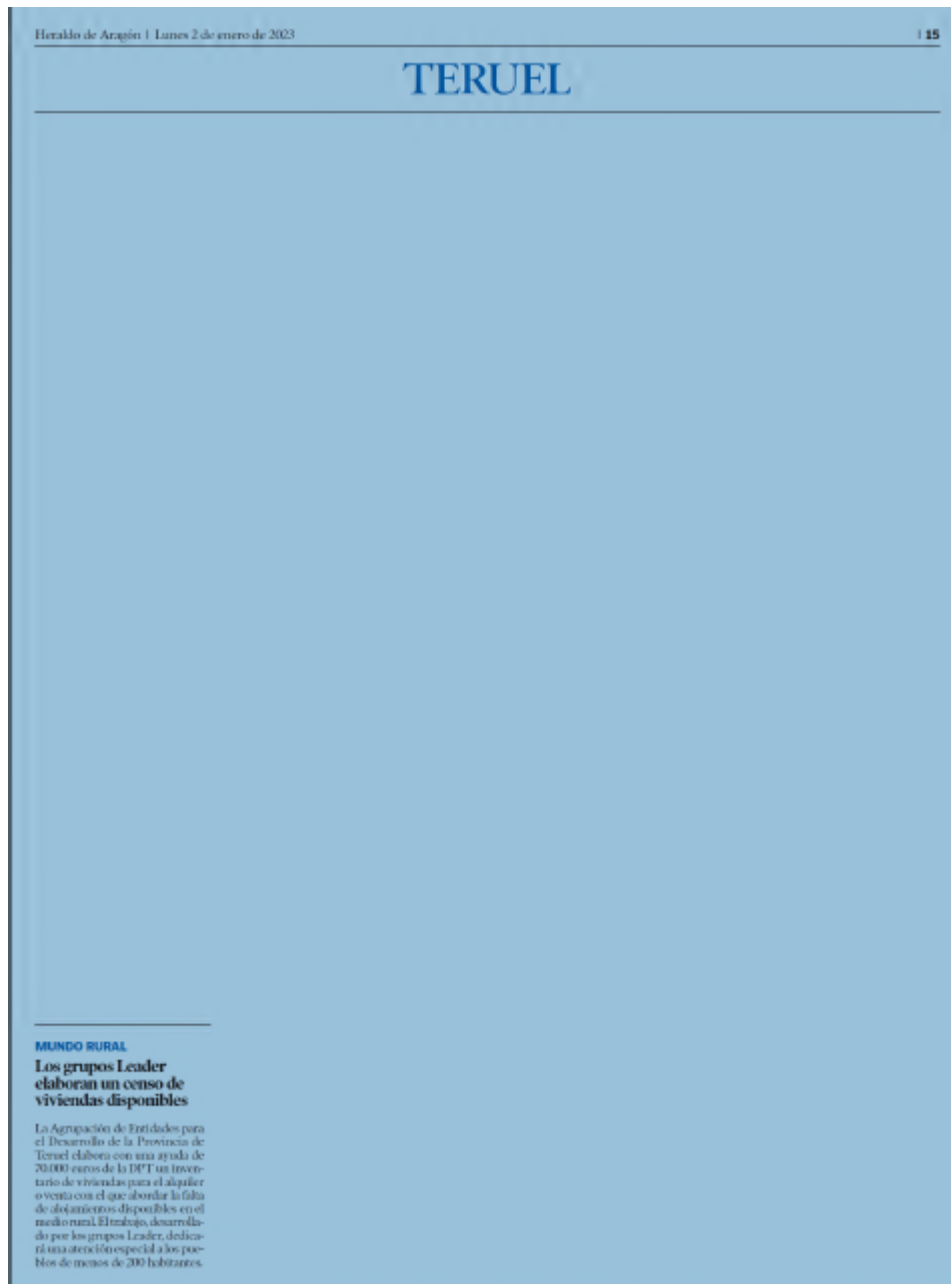 Heraldo de Aragón | Lunes 2 de enero de 2023
| 15
TERUEL
MUNDO RURAL
Los grupos Leader
elaboran un censo de
viviendas disponibles
La Agrupación de Entidades para
el Desarrollo de la Provincia de
Teruel elabora con una ayuda de
70.000 euros de la DPT un inven-
tario de viviendas para el alquiler
o venta con el que abordar la falta
de alojamientos disponibles en el
medio rural. El trabajo, desarrolla-
do por los grupos Leader, dedica-
rá una atención especial a los pue-
blos de menos de 200 habitantes.